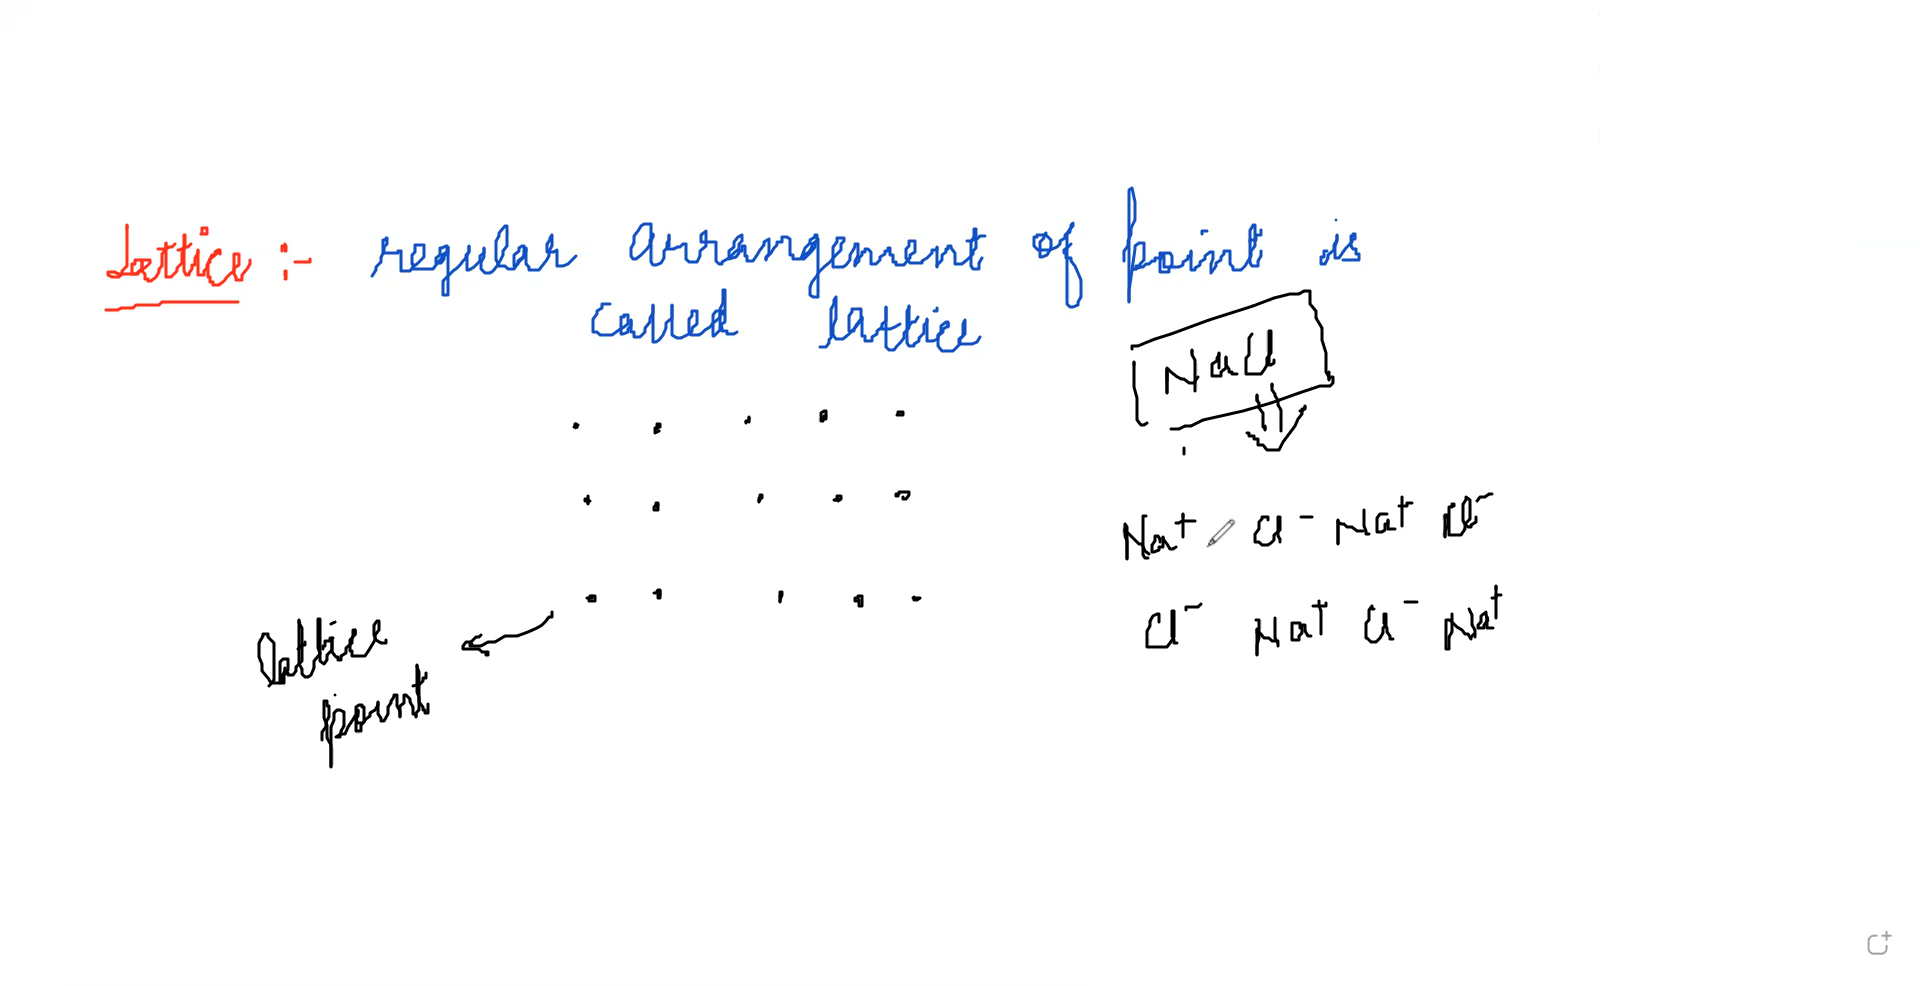 Lattice :- regular arrangement of point is
called lattice
NaCl
Na+ Cl- Na+ Cl-
Cl- Na+ Cl- Na+
lattice
point